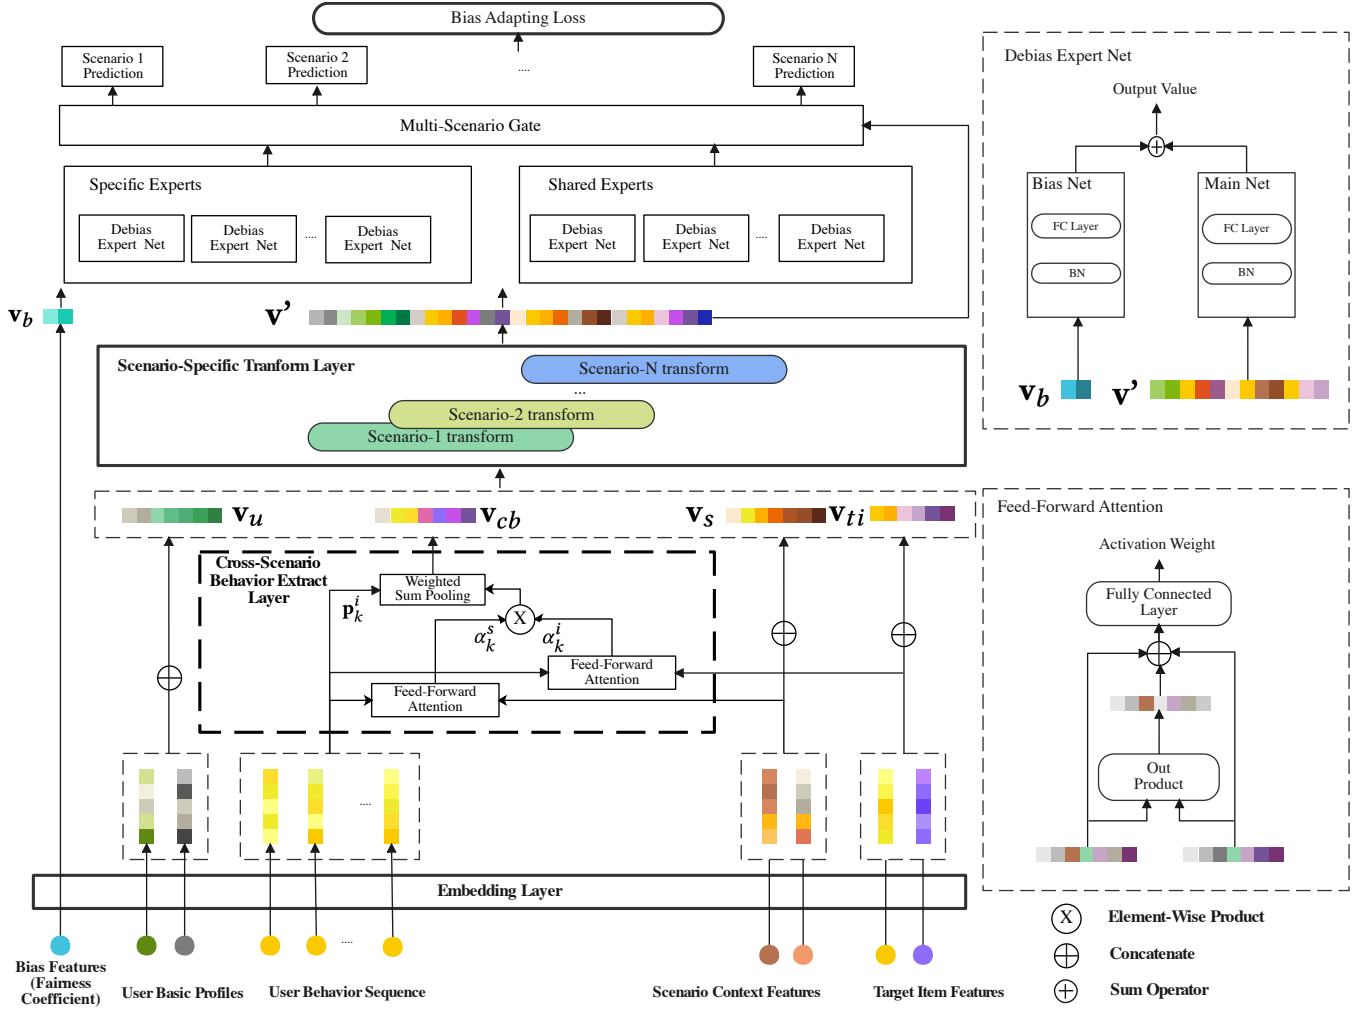 Bias Adapting Loss
Scenario 1
Prediction
Scenario 2
Prediction
....
Scenario N
Prediction
Multi-Scenario Gate
Specific Experts
Debias
Expert Net
Debias
Expert Net
....
Debias
Expert Net
Shared Experts
Debias
Expert Net
Debias
Expert Net
....
Debias
Expert Net
v_b
v'
Scenario-Specific Tranform Layer
Scenario-N transform
...
Scenario-2 transform
Scenario-1 transform
v_u
v_cb
v_s
v_ti
Cross-Scenario
Behavior Extract
Layer
Weighted
Sum Pooling
p_k^i
X
α_k^s
α_k^i
Feed-Forward
Attention
Feed-Forward
Attention
....
Embedding Layer
....
Bias Features
(Fairness
Coefficient)
User Basic Profiles
User Behavior Sequence
Scenario Context Features
Target Item Features
Debias Expert Net
Output Value
Bias Net
FC Layer
BN
Main Net
FC Layer
BN
v_b
v'
Feed-Forward Attention
Activation Weight
Fully Connected
Layer
Out
Product
X
Element-Wise Product
Concatenate
Sum Operator